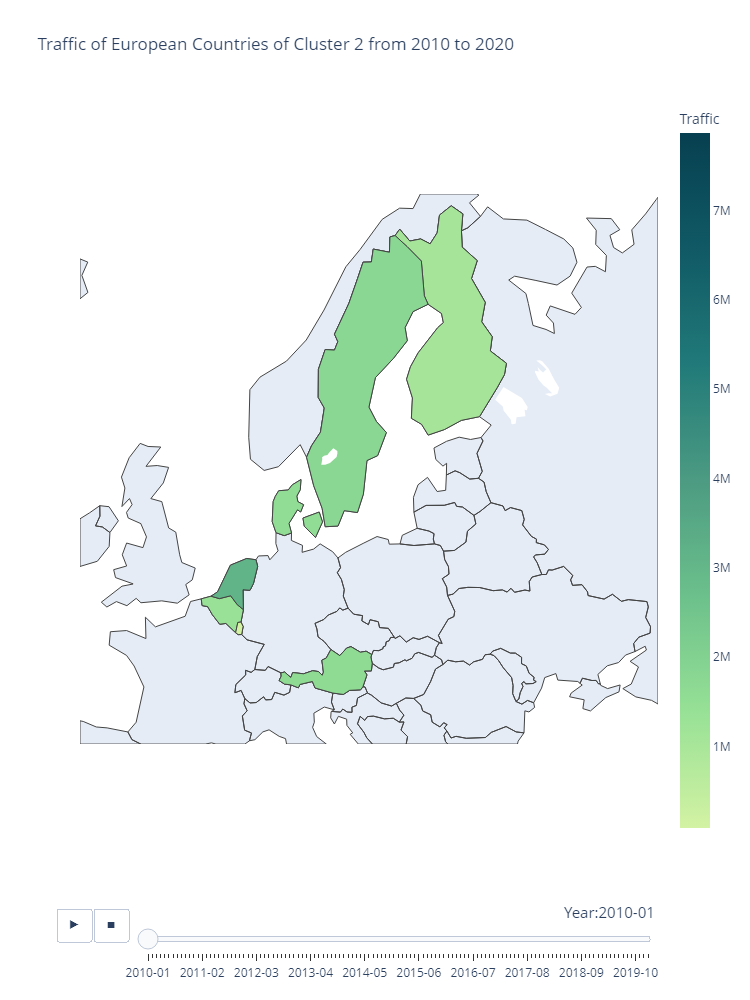 Traffic of European Countries of Cluster 2 from 2010 to 2020
Traffic
7M
6M
5M
4M
3M
2M
1M
Year:2010-01
2010-01 2011-02 2012-03 2013-04 2014-05 2015-06 2016-07 2017-08 2018-09 2019-10